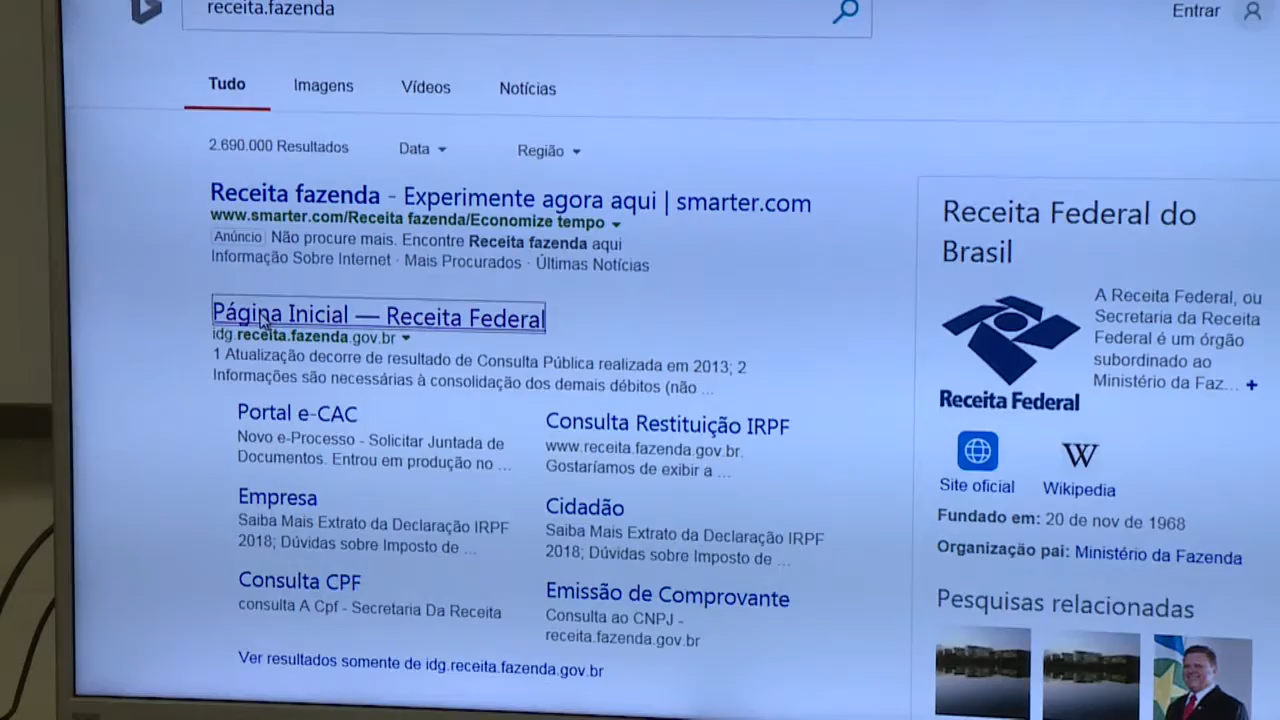 receita.fazenda
Entrar
Tudo
Imagens
Vídeos
Notícias
2.690.000 Resultados
Data
Região
Receita fazenda - Experimente agora aqui | smarter.com
www.smarter.com/Receita fazenda/Economize tempo
Anúncio Não procure mais. Encontre Receita fazenda aqui
Informação Sobre Internet · Mais Procurados · Últimas Notícias
Página Inicial — Receita Federal
idg.receita.fazenda.gov.br
1 Atualização decorre de resultado de Consulta Pública realizada em 2013; 2
Informações são necessárias à consolidação dos demais débitos (não ...
Portal e-CAC
Novo e-Processo - Solicitar Juntada de
Documentos. Entrou em produção no ...
Consulta Restituição IRPF
www.receita.fazenda.gov.br.
Gostaríamos de exibir a ...
Empresa
Saiba Mais Extrato da Declaração IRPF
2018; Dúvidas sobre Imposto de ...
Cidadão
Saiba Mais Extrato da Declaração IRPF
2018; Dúvidas sobre Imposto de ...
Consulta CPF
consulta A Cpf - Secretaria Da Receita
Emissão de Comprovante
Consulta ao CNPJ -
receita.fazenda.gov.br
Ver resultados somente de idg.receita.fazenda.gov.br
Receita Federal do
Brasil
A Receita Federal, ou
Secretaria da Receita
Federal é um órgão
subordinado ao
Ministério da Faz... +
Receita Federal
Site oficial
W
Wikipedia
Fundado em: 20 de nov de 1968
Organização pai: Ministério da Fazenda
Pesquisas relacionadas